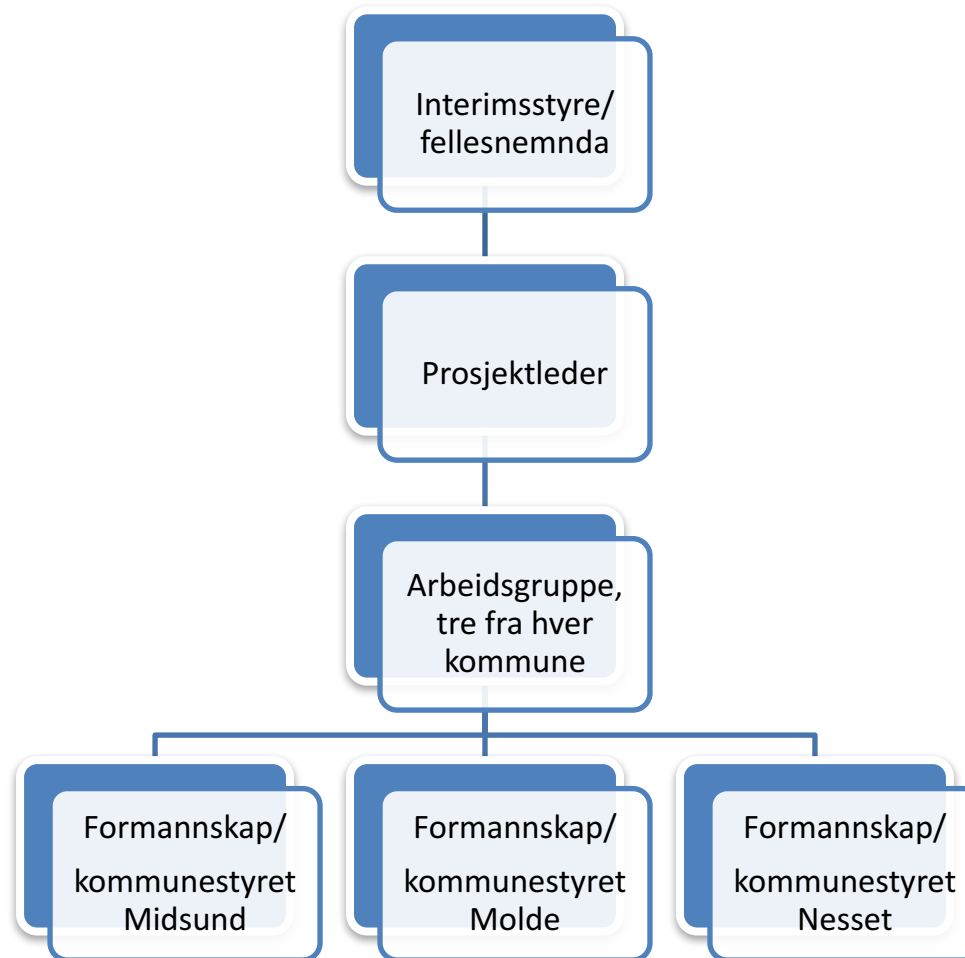 Interimsstyre/
fellesnemnda
Prosjektleder
Arbeidsgruppe,
tre fra hver
kommune
Formannskap/
kommunestyret
Midsund
Formannskap/
kommunestyret
Molde
Formannskap/
kommunestyret
Nesset